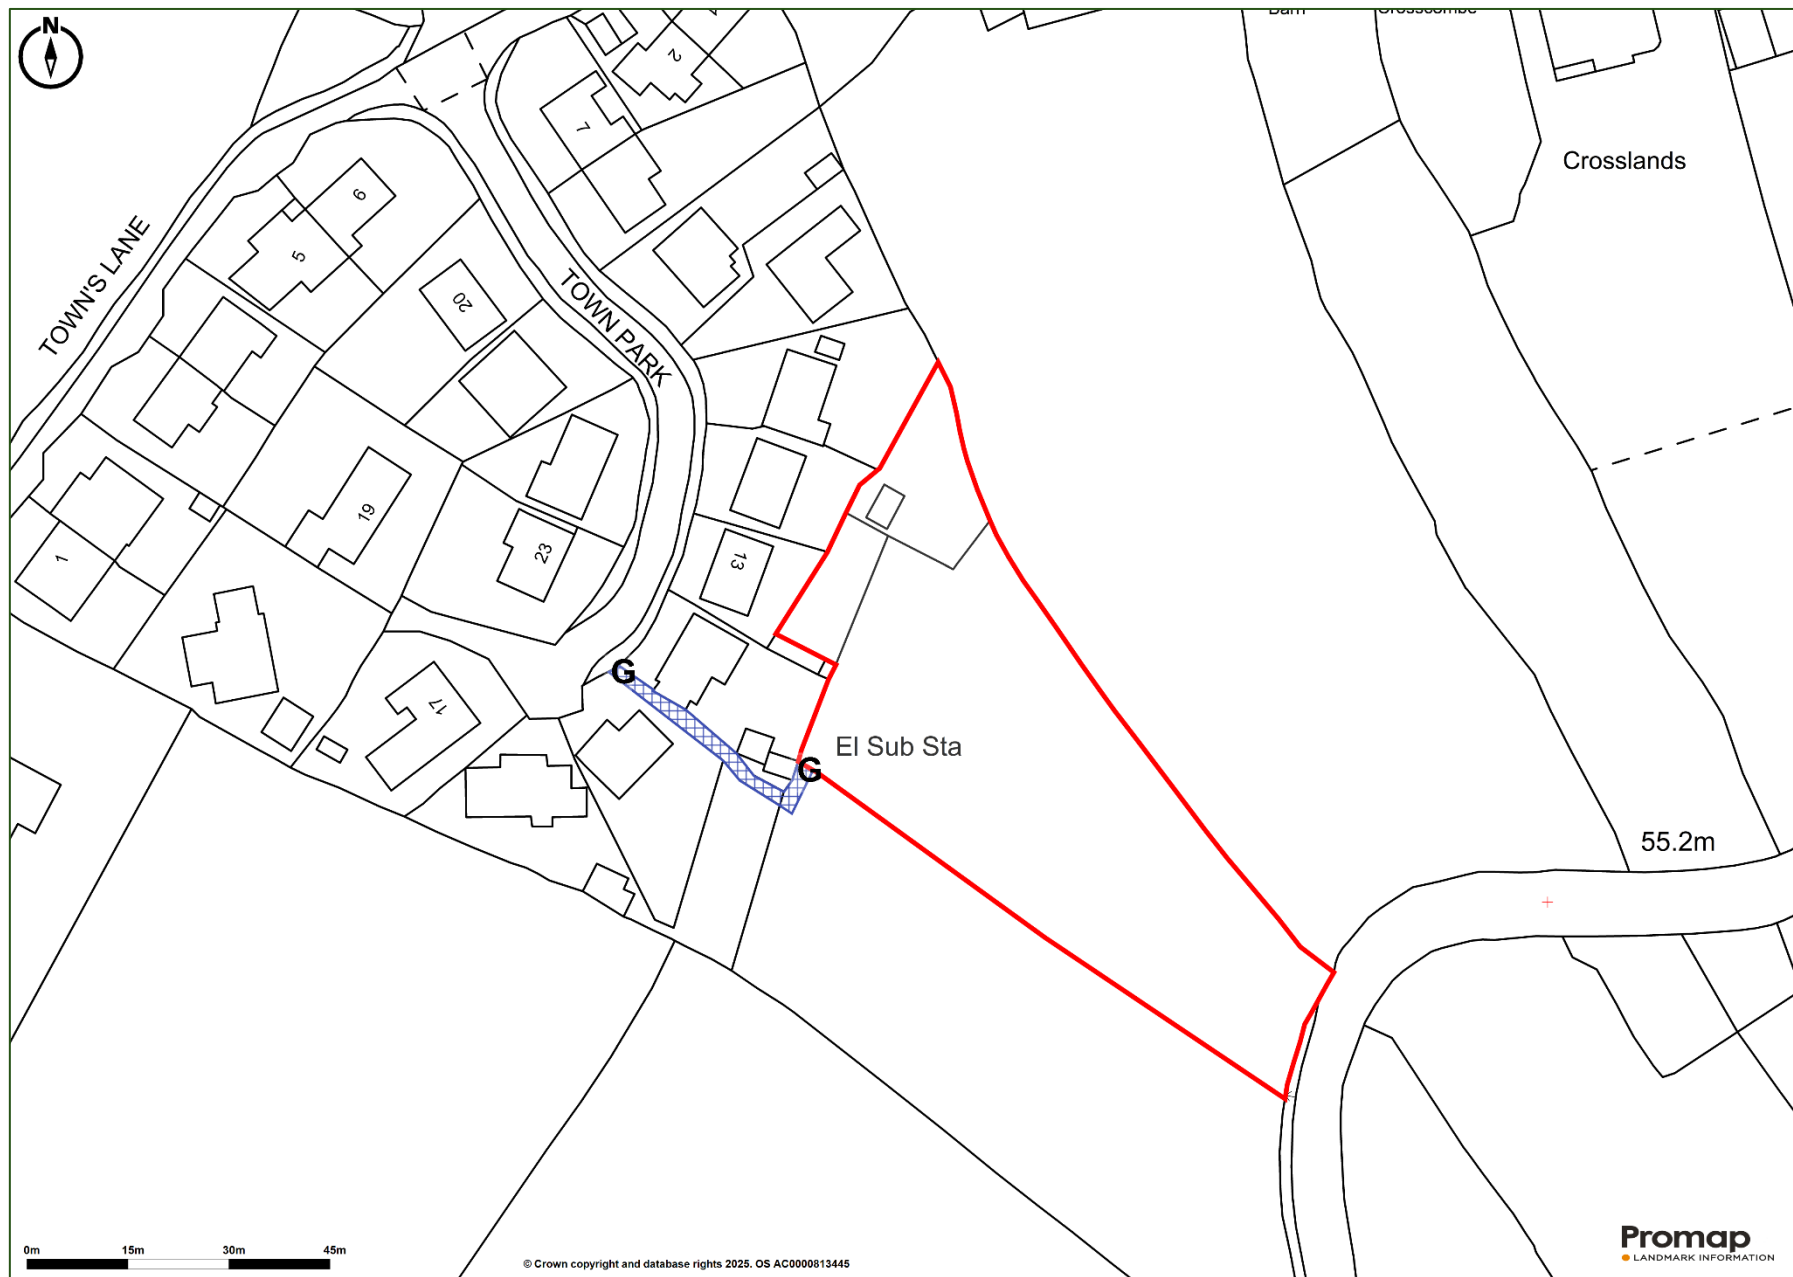 N
Crosscombe
2
7
Crosslands
6
5
TOWN'S LANE
20
TOWN PARK
19
23
13
1
G
17
El Sub Sta
G
55.2m
0m 15m 30m 45m
© Crown copyright and database rights 2025. OS AC0000813445
Promap
LANDMARK INFORMATION